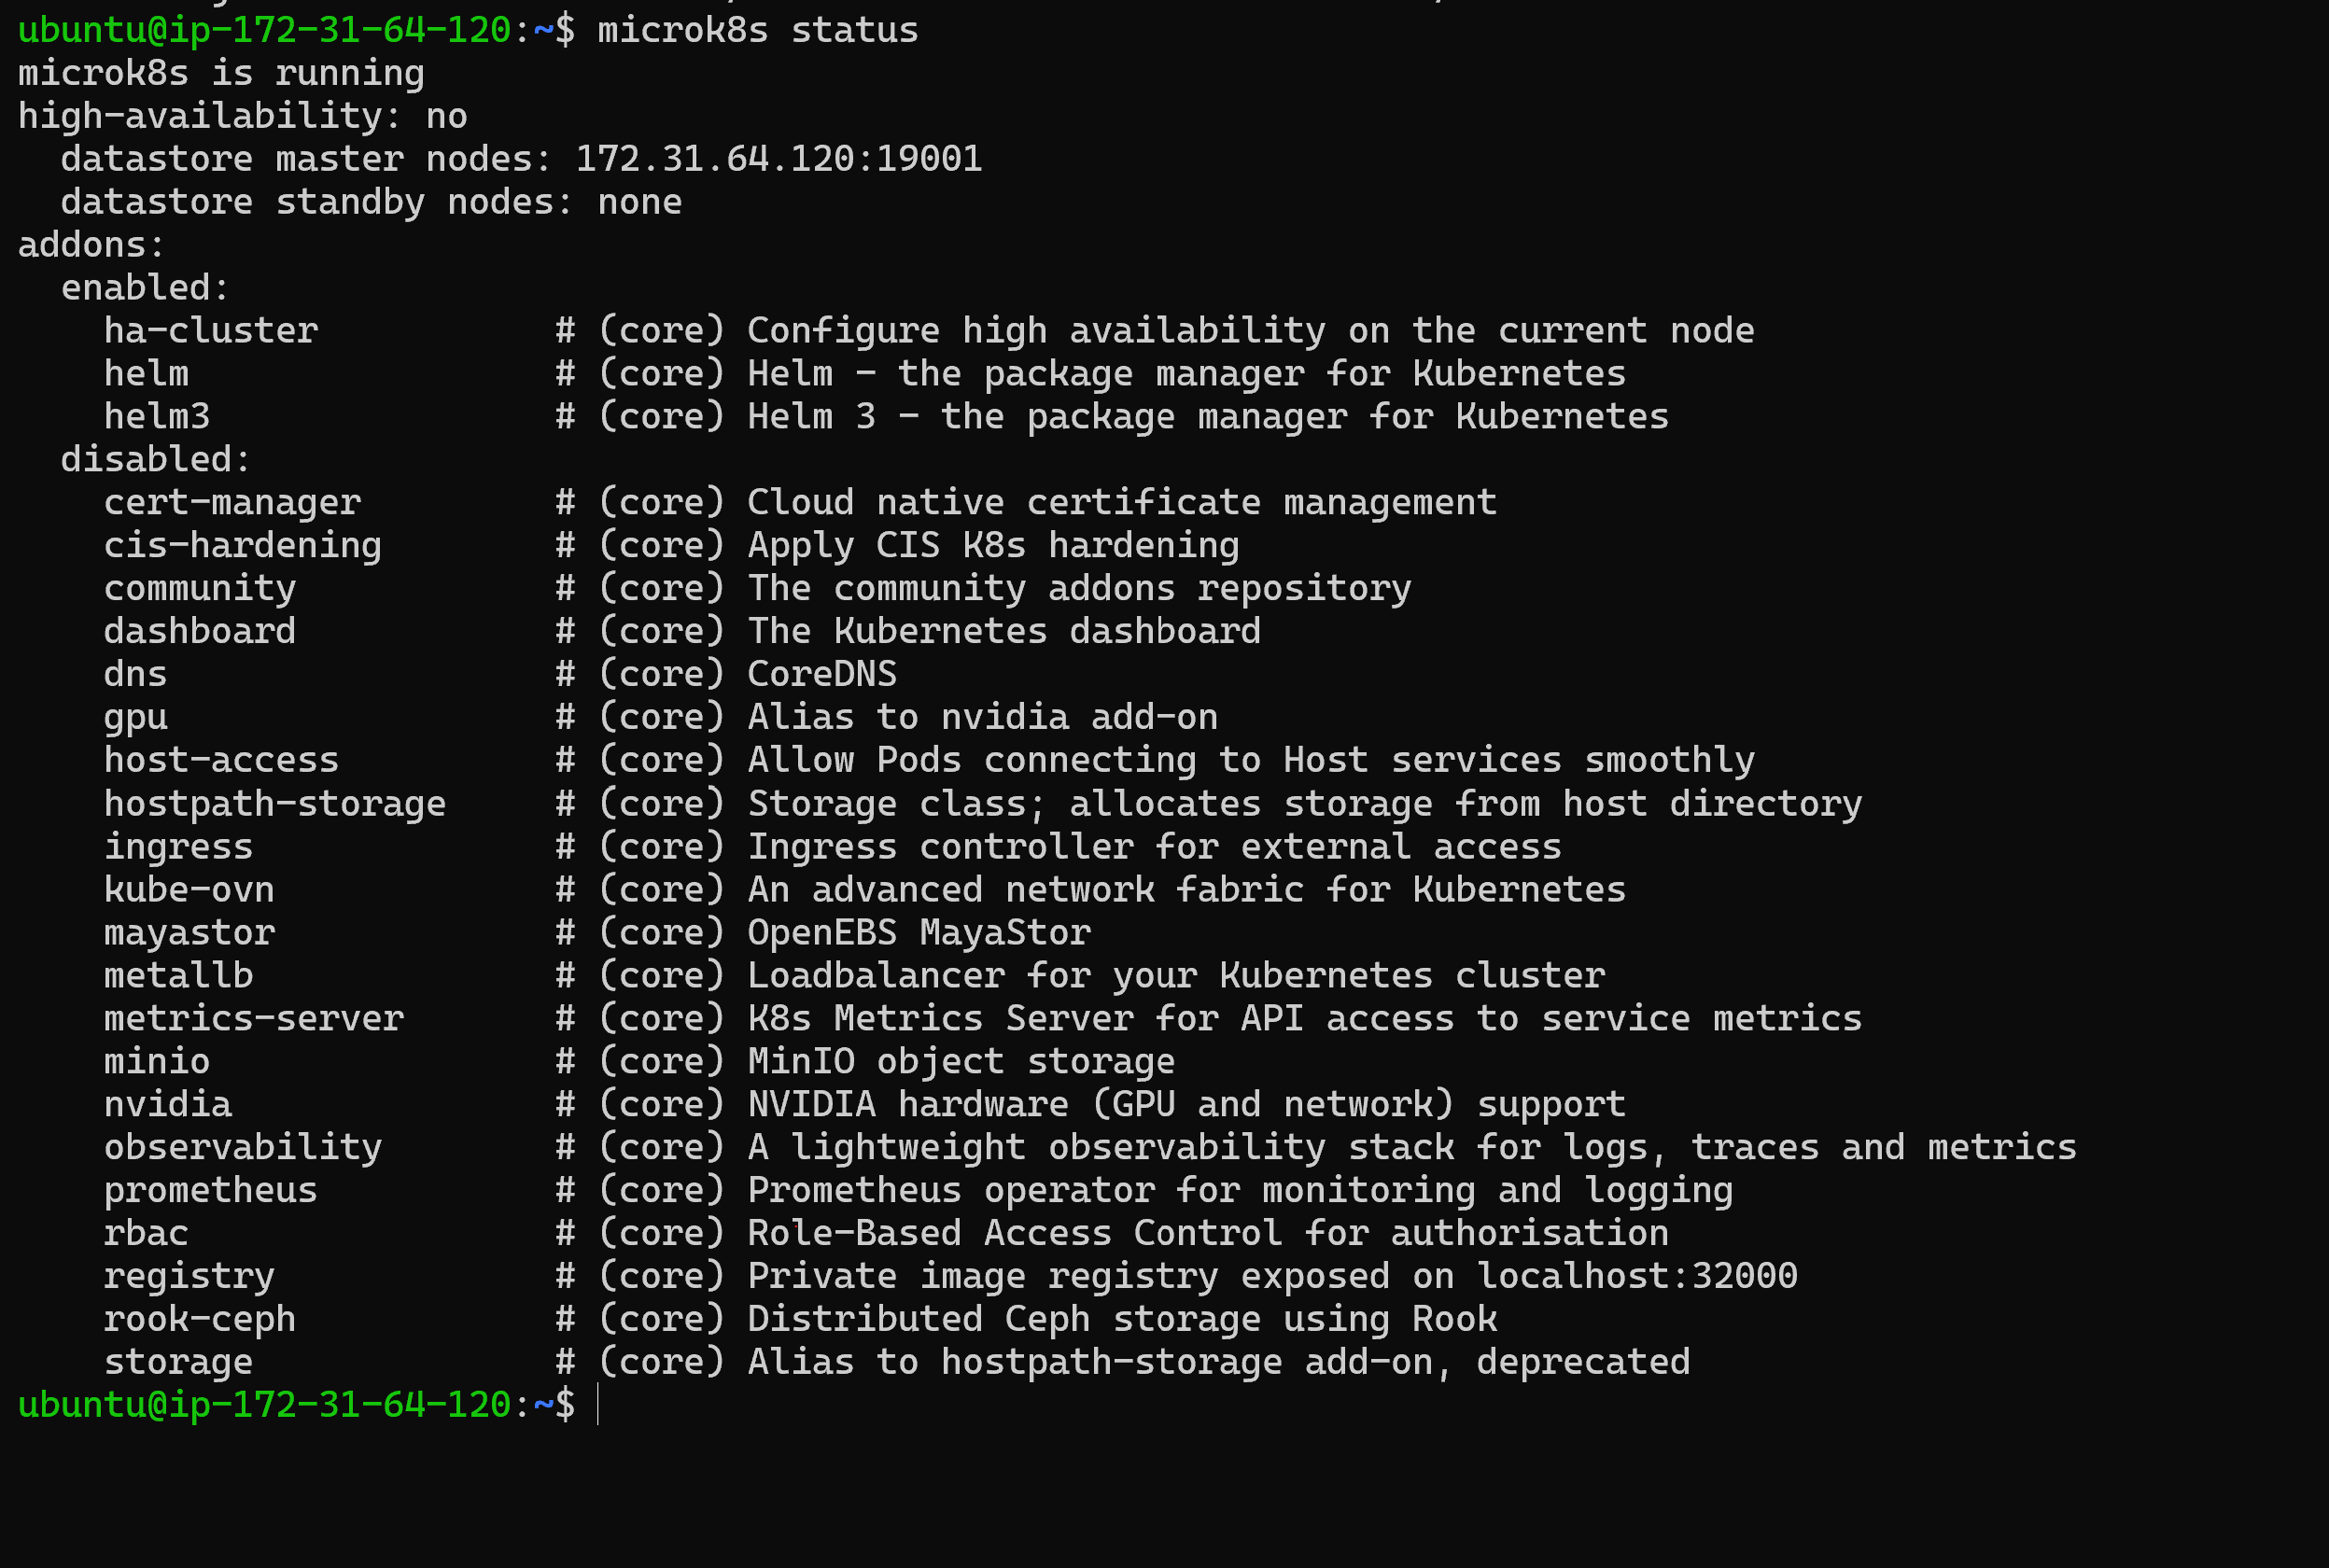 ubuntu@ip-172-31-64-120:~$ microk8s status
microk8s is running
high-availability: no
  datastore master nodes: 172.31.64.120:19001
  datastore standby nodes: none
addons:
  enabled:
    ha-cluster           # (core) Configure high availability on the current node
    helm                 # (core) Helm - the package manager for Kubernetes
    helm3                # (core) Helm 3 - the package manager for Kubernetes
  disabled:
    cert-manager         # (core) Cloud native certificate management
    cis-hardening        # (core) Apply CIS K8s hardening
    community            # (core) The community addons repository
    dashboard            # (core) The Kubernetes dashboard
    dns                  # (core) CoreDNS
    gpu                  # (core) Alias to nvidia add-on
    host-access          # (core) Allow Pods connecting to Host services smoothly
    hostpath-storage     # (core) Storage class; allocates storage from host directory
    ingress              # (core) Ingress controller for external access
    kube-ovn             # (core) An advanced network fabric for Kubernetes
    mayastor             # (core) OpenEBS MayaStor
    metallb              # (core) Loadbalancer for your Kubernetes cluster
    metrics-server       # (core) K8s Metrics Server for API access to service metrics
    minio                # (core) MinIO object storage
    nvidia               # (core) NVIDIA hardware (GPU and network) support
    observability        # (core) A lightweight observability stack for logs, traces and metrics
    prometheus           # (core) Prometheus operator for monitoring and logging
    rbac                 # (core) Role-Based Access Control for authorisation
    registry             # (core) Private image registry exposed on localhost:32000
    rook-ceph            # (core) Distributed Ceph storage using Rook
    storage              # (core) Alias to hostpath-storage add-on, deprecated
ubuntu@ip-172-31-64-120:~$